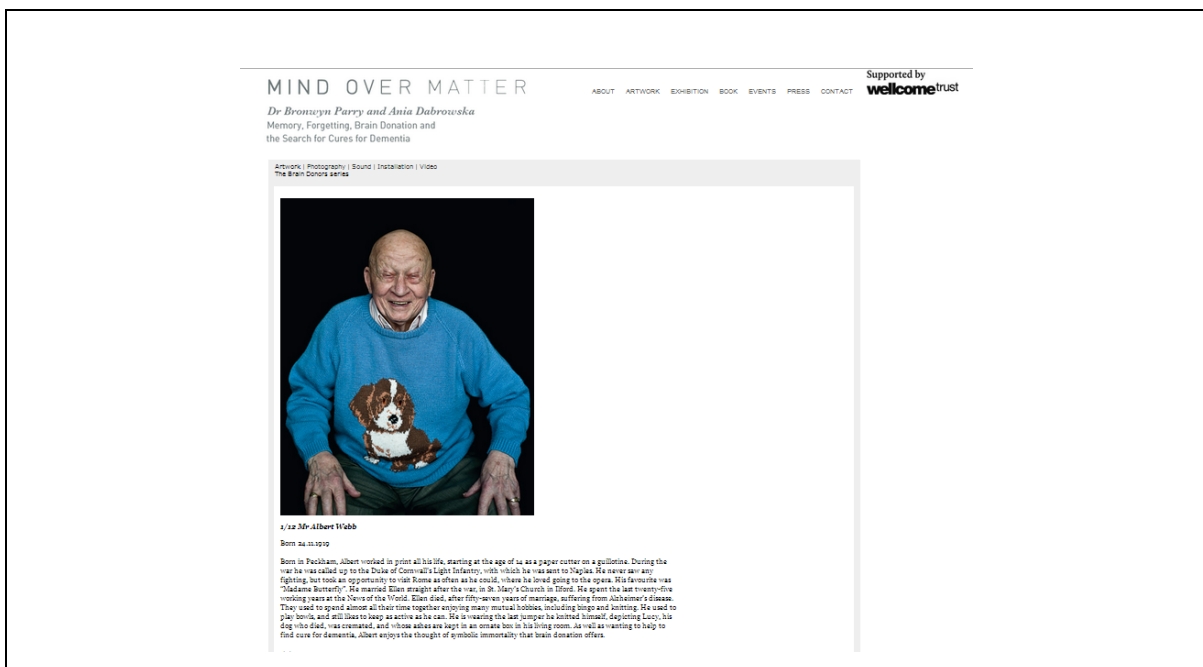 MIND OVER MATTER
Dr Bronwyn Parry and Ania Dabrowska
Memory, Forgetting, Brain Donation and
the Search for Cures for Dementia
ABOUT ARTWORK EXHIBITION BOOK EVENTS PRESS CONTACT
Supported by
wellcometrust
Artwork | Photography | Sound | Installation | Video
The Brain Donors series
1/12 Mr Albert Webb
Born 24.11.1919
Born in Peckham, Albert worked in print all his life, starting at the age of 14 as a paper cutter on a guillotine. During the
war he was called up to the Duke of Cornwall's Light Infantry, with which he was sent to Naples. He never saw any
fighting, but took an opportunity to visit Rome as often as he could, where he loved going to the opera. His favourite was
"Madame Butterfly". He married Ellen straight after the war, in St. Mary's Church in Ilford. He spent the last twenty-five
working years at the News of the World. Ellen died, after fifty-seven years of marriage, suffering from Alzheimer's disease.
They used to spend almost all their time together enjoying many mutual hobbies, including bingo and knitting. He used to
play bowls, and still likes to keep as active as he can. He is wearing the last jumper he knitted himself, depicting Lucy, his
dog who died, was cremated, and whose ashes are kept in an ornate box in his living room. As well as wanting to help to
find cure for dementia, Albert enjoys the thought of symbolic immortality that brain donation offers.